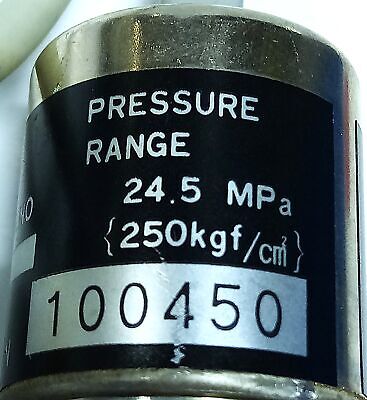 PRESSURE
RANGE
24.5 MPa
{250kgf/cm²}
100450